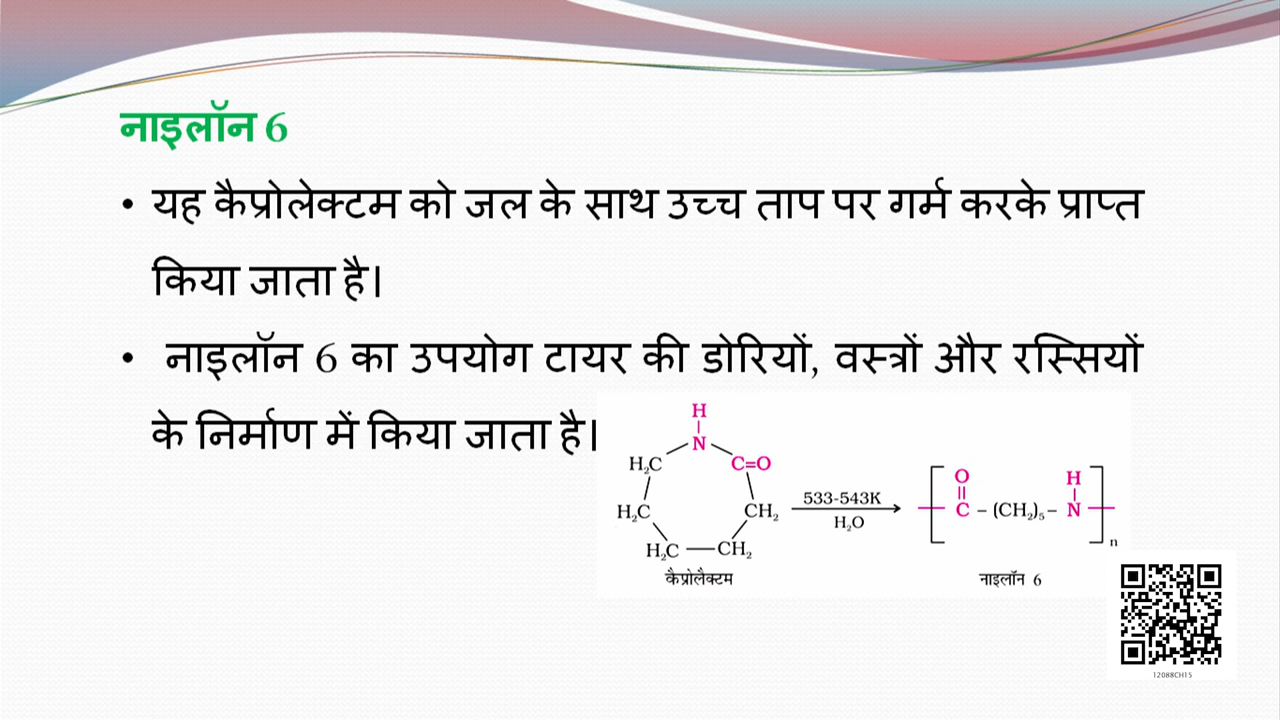 नाइलॉन 6
• यह कैप्रोलेक्टम को जल के साथ उच्च ताप पर गर्म करके प्राप्त
किया जाता है।
• नाइलॉन 6 का उपयोग टायर की डोरियों, वस्त्रों और रस्सियों
के निर्माण में किया जाता है।
H
N
H₂C C=O
H₂C CH₂
H₂C — CH₂
कैप्रोलैक्टम
533-543K
H₂O
O H
C – (CH₂)₅ – N
n
नाइलॉन 6
12088CH15